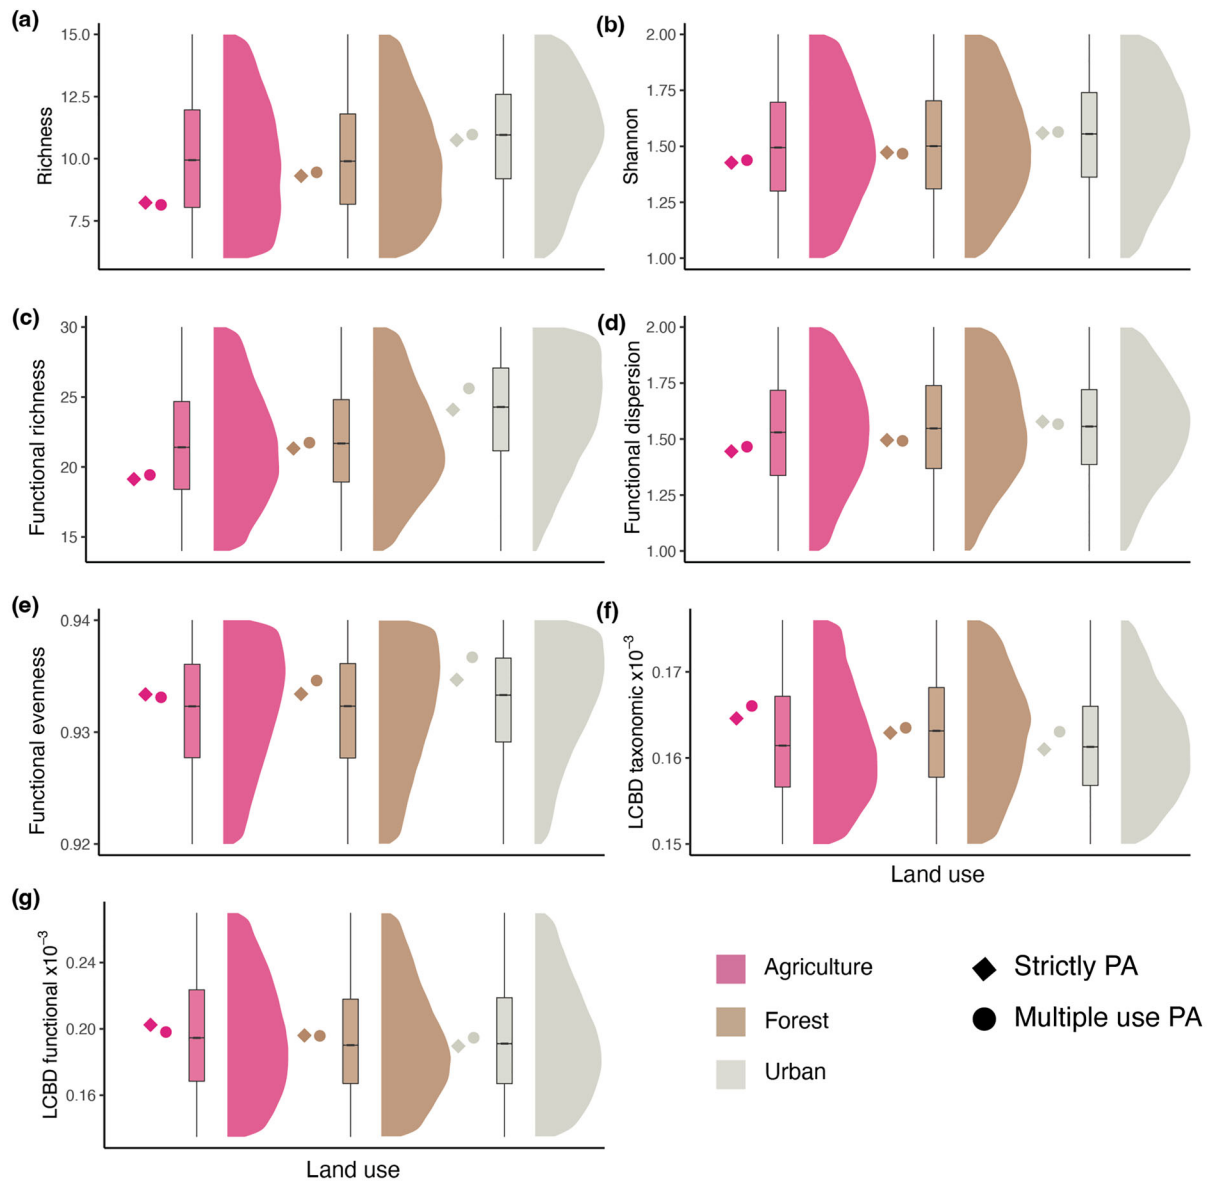 (a)
Richness
15.0
12.5
10.0
7.5
(b)
Shannon
2.00
1.75
1.50
1.25
1.00
(c)
Functional richness
30
25
20
15
(d)
Functional dispersion
2.00
1.75
1.50
1.25
1.00
(e)
Functional evenness
0.94
0.93
0.92
(f)
LCBD taxonomic x10⁻³
0.17
0.16
0.15
Land use
(g)
LCBD functional x10⁻³
0.24
0.20
0.16
Land use
Agriculture
Forest
Urban
Strictly PA
Multiple use PA